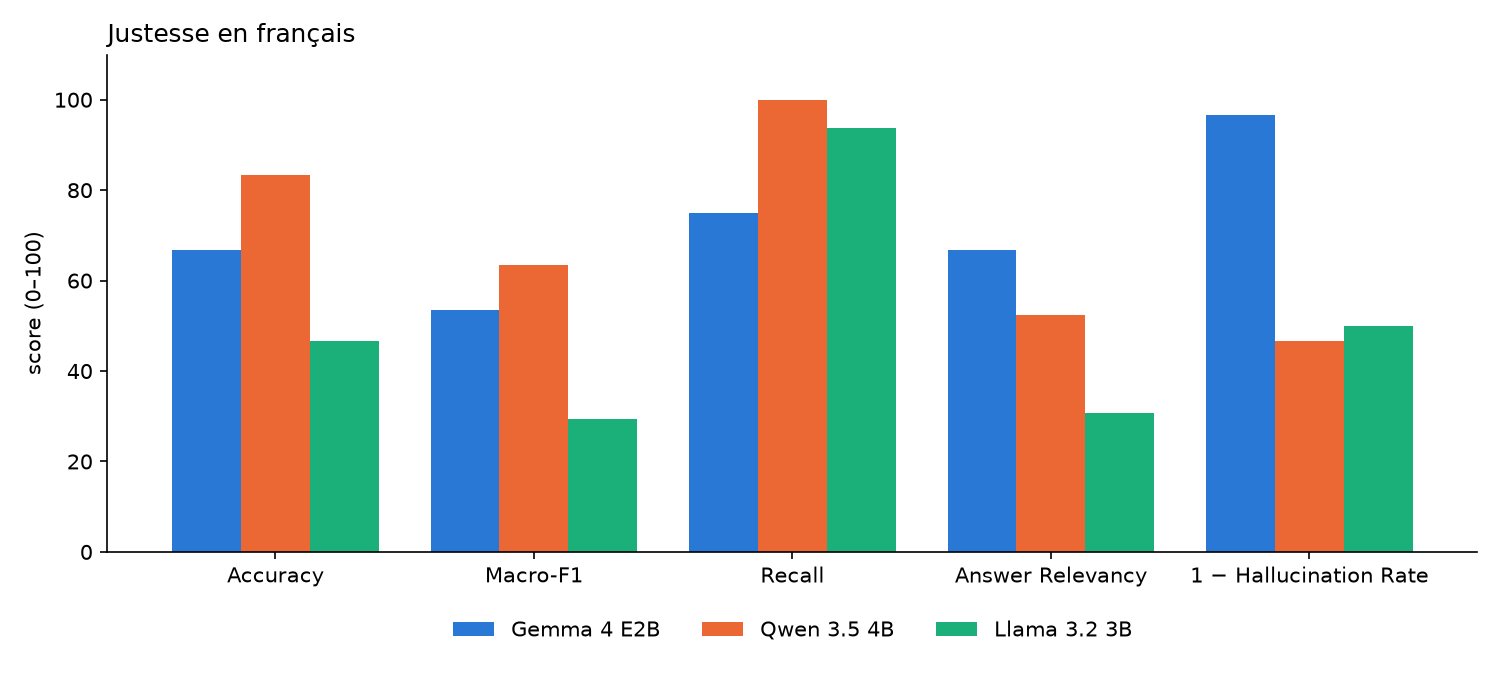 Justesse en français
score (0–100)
100
80
60
40
20
0
Accuracy
Macro-F1
Recall
Answer Relevancy
1 − Hallucination Rate
Gemma 4 E2B
Qwen 3.5 4B
Llama 3.2 3B